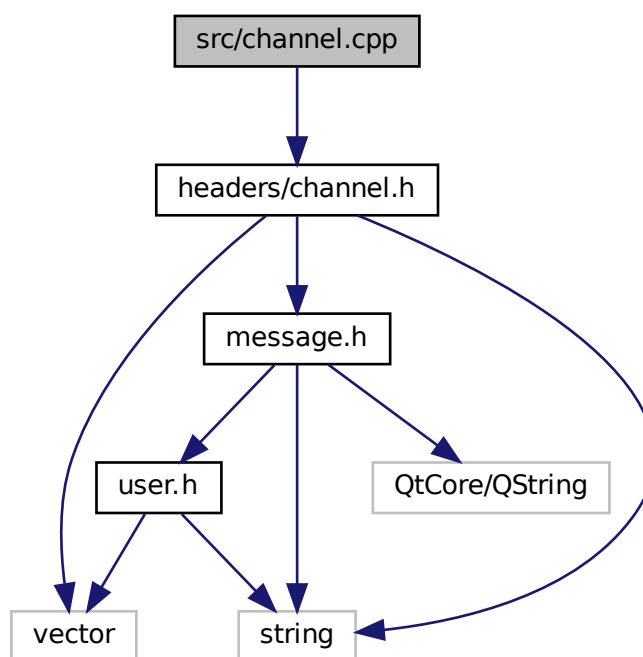 src/channel.cpp
headers/channel.h
message.h
user.h
QtCore/QString
vector
string